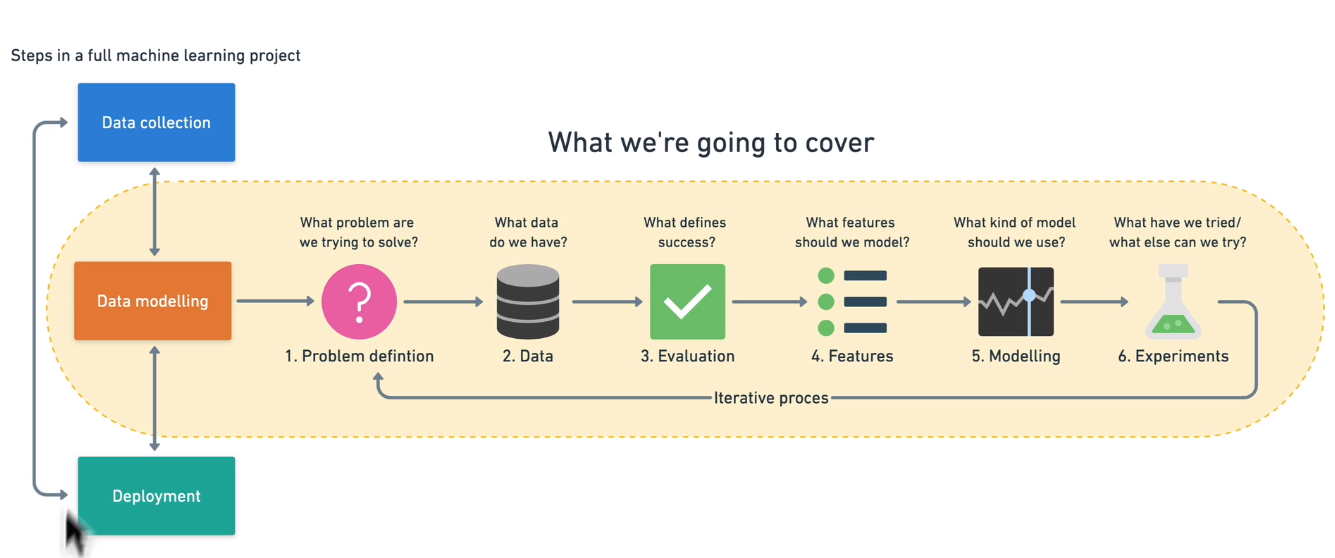 Steps in a full machine learning project
Data collection
What we're going to cover
What problem are
we trying to solve?
What data
do we have?
What defines
success?
What features
should we model?
What kind of model
should we use?
What have we tried/
what else can we try?
Data modelling
1. Problem defintion
2. Data
3. Evaluation
4. Features
5. Modelling
6. Experiments
Iterative proces
Deployment